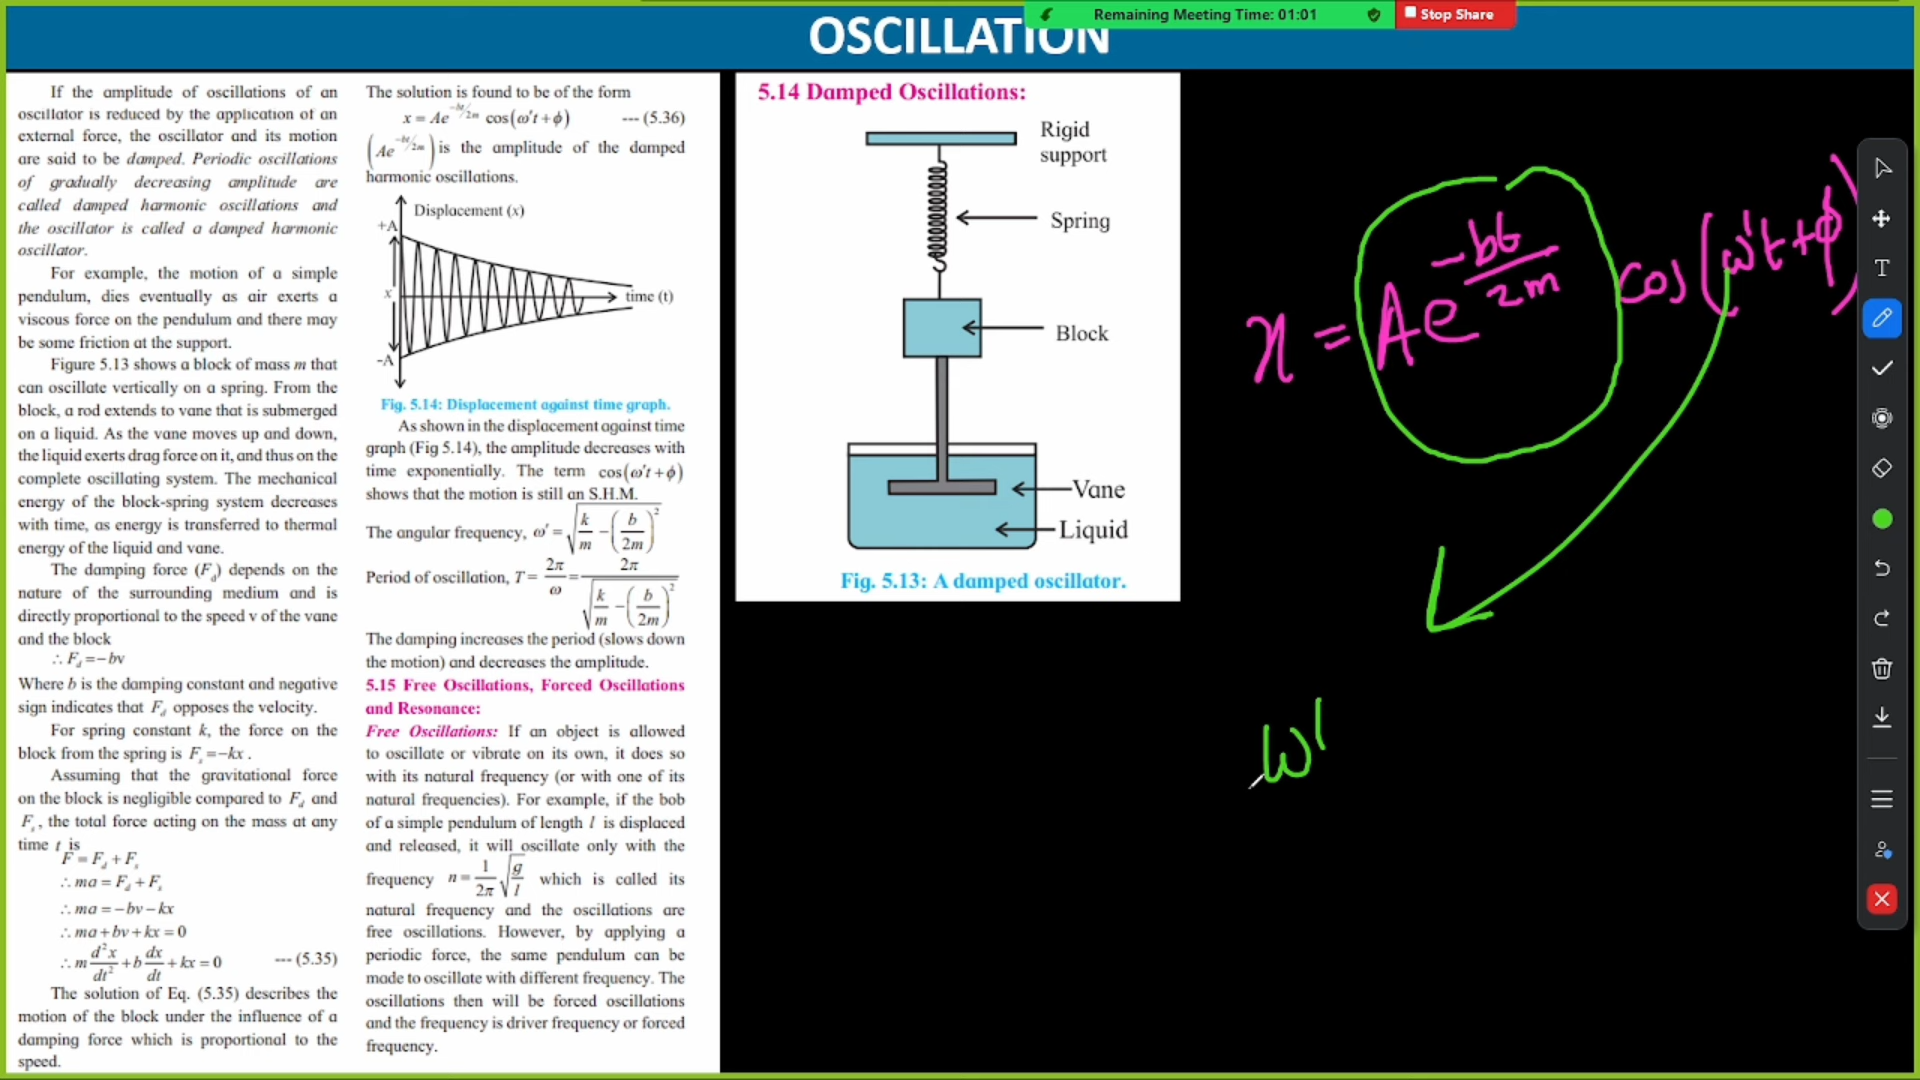 OSCILLATION
Remaining Meeting Time: 01:01
Stop Share
If the amplitude of oscillations of an
oscillator is reduced by the application of an
external force, the oscillator and its motion
are said to be damped. Periodic oscillations
of gradually decreasing amplitude are
called damped harmonic oscillations and
the oscillator is called a damped harmonic
oscillator.
For example, the motion of a simple
pendulum, dies eventually as air exerts a
viscous force on the pendulum and there may
be some friction at the support.
Figure 5.13 shows a block of mass m that
can oscillate vertically on a spring. From the
block, a rod extends to vane that is submerged
on a liquid. As the vane moves up and down,
the liquid exerts drag force on it, and thus on the
complete oscillating system. The mechanical
energy of the block-spring system decreases
with time, as energy is transferred to thermal
energy of the liquid and vane.
The damping force (F_d) depends on the
nature of the surrounding medium and is
directly proportional to the speed v of the vane
and the block
∴ F_d = −bv
Where b is the damping constant and negative
sign indicates that F_d opposes the velocity.
For spring constant k, the force on the
block from the spring is F_s = −kx .
Assuming that the gravitational force
on the block is negligible compared to F_d and
F_s, the total force acting on the mass at any
time t is
F = F_d + F_s
∴ ma = F_d + F_s
∴ ma = −bv − kx
∴ ma + bv + kx = 0
∴ m d²x/dt² + b dx/dt + kx = 0 --- (5.35)
The solution of Eq. (5.35) describes the
motion of the block under the influence of a
damping force which is proportional to the
speed.
The solution is found to be of the form
x = Ae^(−bt/2m) cos(ω't + ϕ) --- (5.36)
(Ae^(−bt/2m)) is the amplitude of the damped
harmonic oscillations.
Displacement (x)
+A
x
time (t)
-A
Fig. 5.14: Displacement against time graph.
As shown in the displacement against time
graph (Fig 5.14), the amplitude decreases with
time exponentially. The term cos(ω't + ϕ)
shows that the motion is still an S.H.M.
The angular frequency, ω' = √(k/m − (b/2m)²)
Period of oscillation, T = 2π/ω = 2π/√(k/m − (b/2m)²)
The damping increases the period (slows down
the motion) and decreases the amplitude.
5.15 Free Oscillations, Forced Oscillations
and Resonance:
Free Oscillations: If an object is allowed
to oscillate or vibrate on its own, it does so
with its natural frequency (or with one of its
natural frequencies). For example, if the bob
of a simple pendulum of length l is displaced
and released, it will oscillate only with the
frequency n = 1/2π √(g/l) which is called its
natural frequency and the oscillations are
free oscillations. However, by applying a
periodic force, the same pendulum can be
made to oscillate with different frequency. The
oscillations then will be forced oscillations
and the frequency is driver frequency or forced
frequency.
5.14 Damped Oscillations:
Rigid
support
Spring
Block
Vane
Liquid
Fig. 5.13: A damped oscillator.
x = Ae^(−bt/2m) cos(ω't + ϕ)
ω'
T